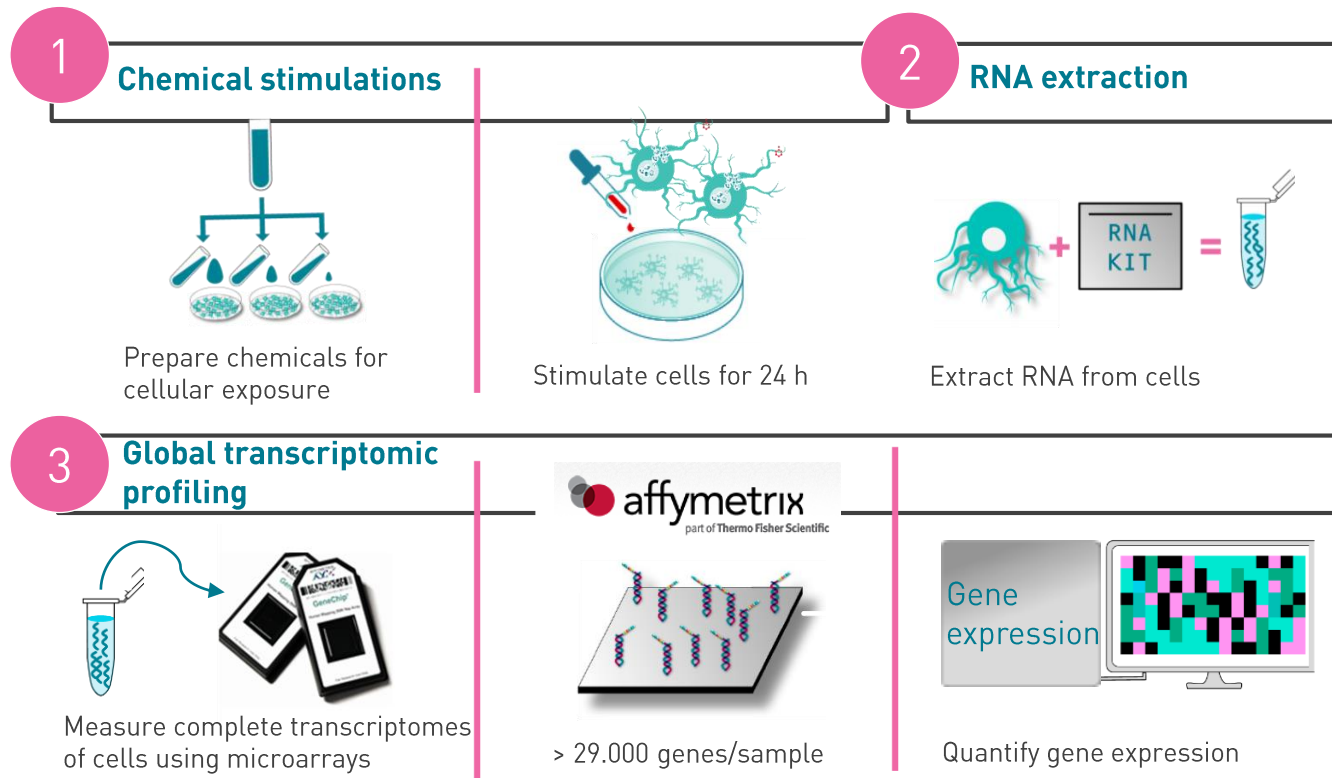 1
Chemical stimulations
2
RNA extraction
RNA
KIT
Prepare chemicals for
cellular exposure
Stimulate cells for 24 h
Extract RNA from cells
3
Global transcriptomic
profiling
affymetrix
part of Thermo Fisher Scientific
GeneChip
Gene
expression
Measure complete transcriptomes
of cells using microarrays
> 29.000 genes/sample
Quantify gene expression